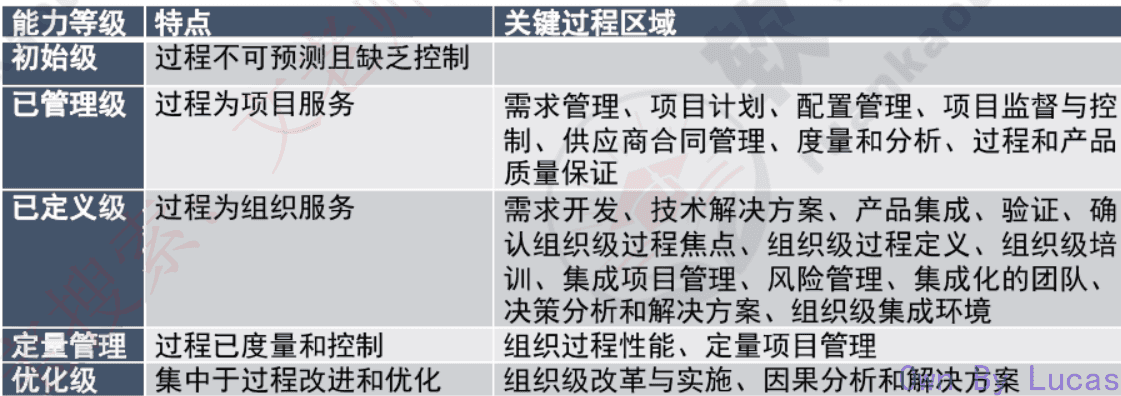 能力等级 特点 关键过程区域
初始级 过程不可预测且缺乏控制
已管理级 过程为项目服务 需求管理、项目计划、配置管理、项目监督与控
制、供应商合同管理、度量和分析、过程和产品
质量保证
已定义级 过程为组织服务 需求开发、技术解决方案、产品集成、验证、确
认组织级过程焦点、组织级过程定义、组织级培
训、集成项目管理、风险管理、集成化的团队、
决策分析和解决方案、组织级集成环境
定量管理 过程已度量和控制 组织过程性能、定量项目管理
优化级 集中于过程改进和优化 组织级改革与实施、因果分析和解决方案
Own By Lucas